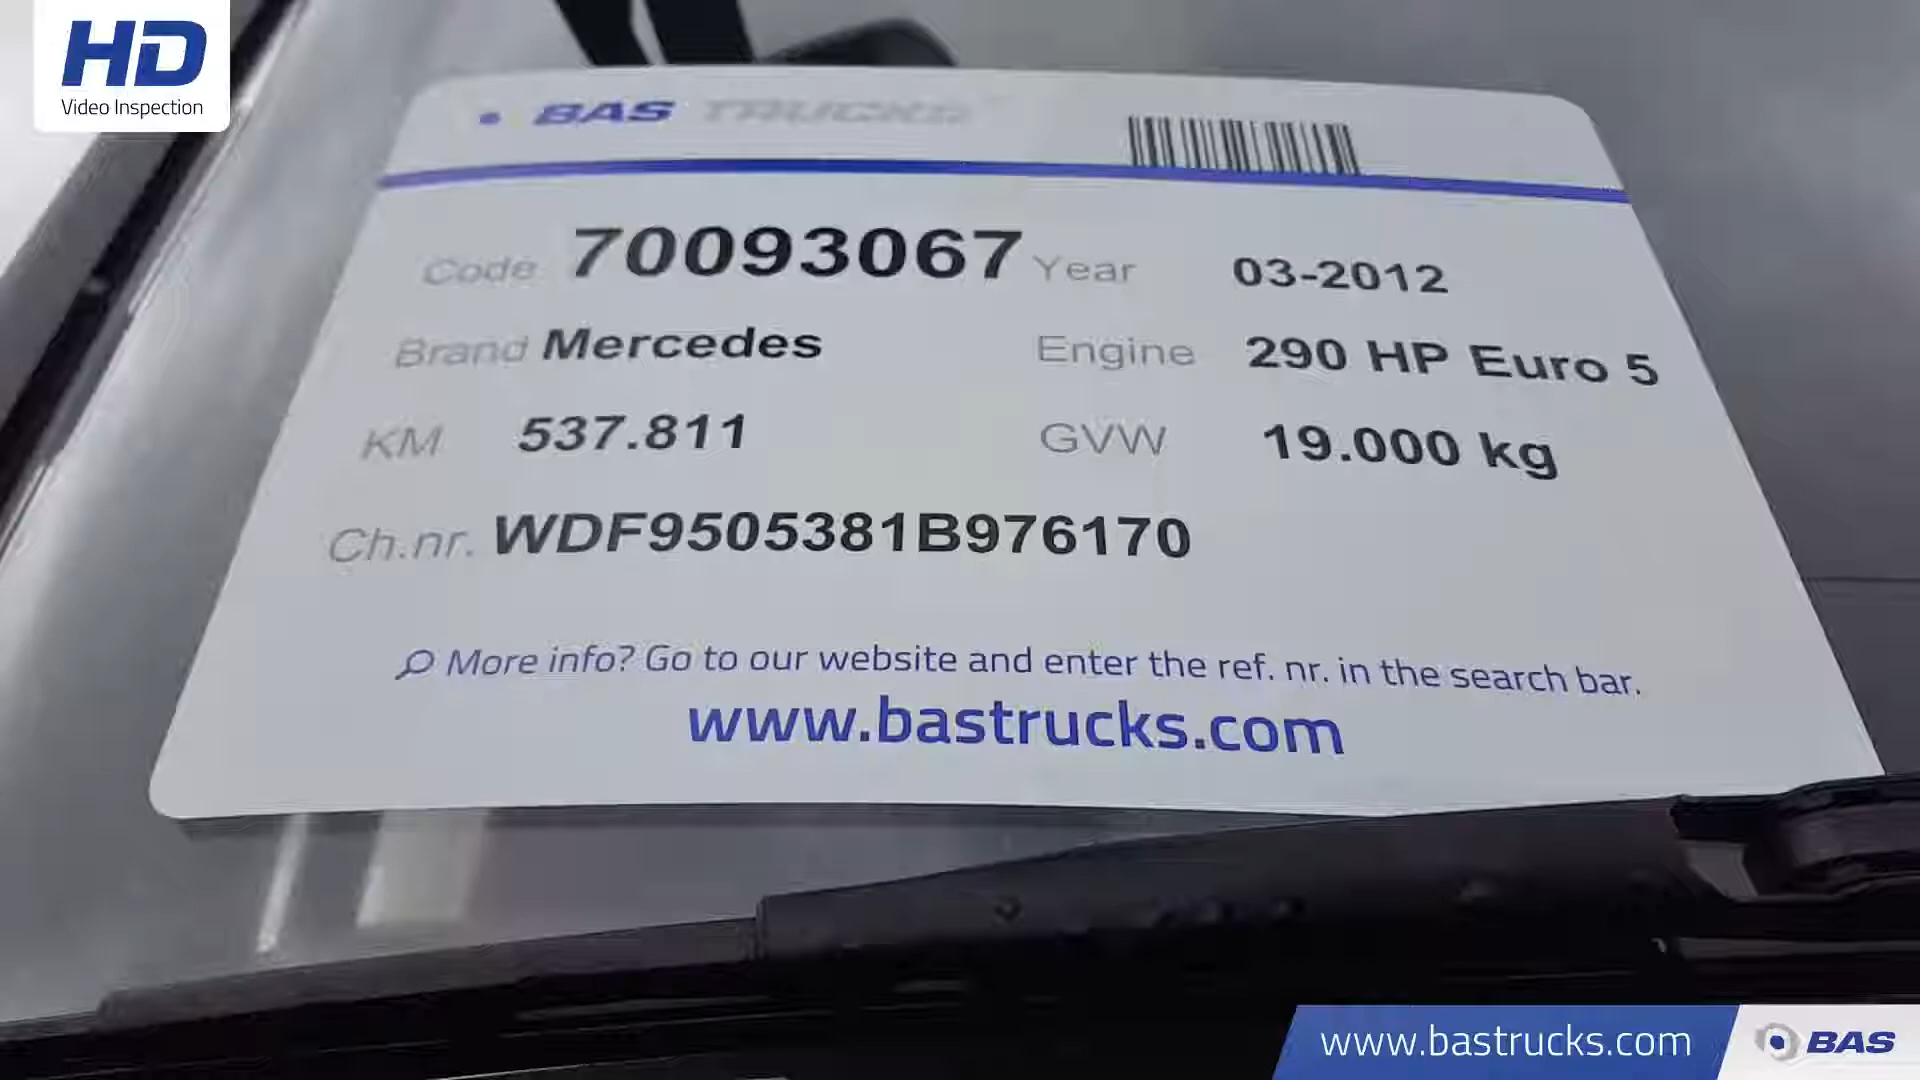 HD
Video Inspection
BAS TRUCKS
Code 70093067 Year 03-2012
Brand Mercedes Engine 290 HP Euro 5
KM 537.811 GVW 19.000 kg
Ch.nr. WDF9505381B976170
More info? Go to our website and enter the ref. nr. in the search bar.
www.bastrucks.com
www.bastrucks.com BAS